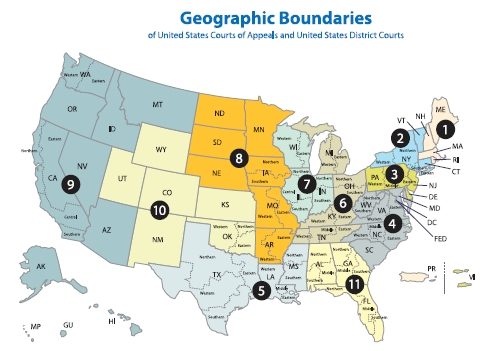 Geographic Boundaries
of United States Courts of Appeals and United States District Courts
WA
Western
Eastern
OR
ID
MT
CA
NV
Eastern
Central
Southern
9
AZ
AK
HI
GU
MP
WY
UT
CO
10
KS
NM
OK
Western
Northern
Eastern
ND
SD
NE
MN
8
IA
Northern
Southern
MO
Western
Eastern
AR
Western
Eastern
TX
Northern
Eastern
Western
Southern
5
LA
Western
Middle
Eastern
MS
Northern
Southern
WI
Western
Eastern
7
IL
Northern
Central
Southern
IN
Northern
Southern
MI
Western
Eastern
OH
Northern
Southern
6
KY
Western
Eastern
TN
Western
Middle
Eastern
AL
Northern
Middle
Southern
GA
Northern
Middle
Southern
11
FL
Northern
Middle
Southern
WV
Northern
Southern
VA
Western
Eastern
4
NC
Western
Middle
Eastern
SC
PA
Western
Middle
Eastern
3
NY
Northern
Western
Southern
Eastern
2
VT
NH
ME
1
MA
RI
CT
NJ
DE
MD
DC
FED
PR
VI